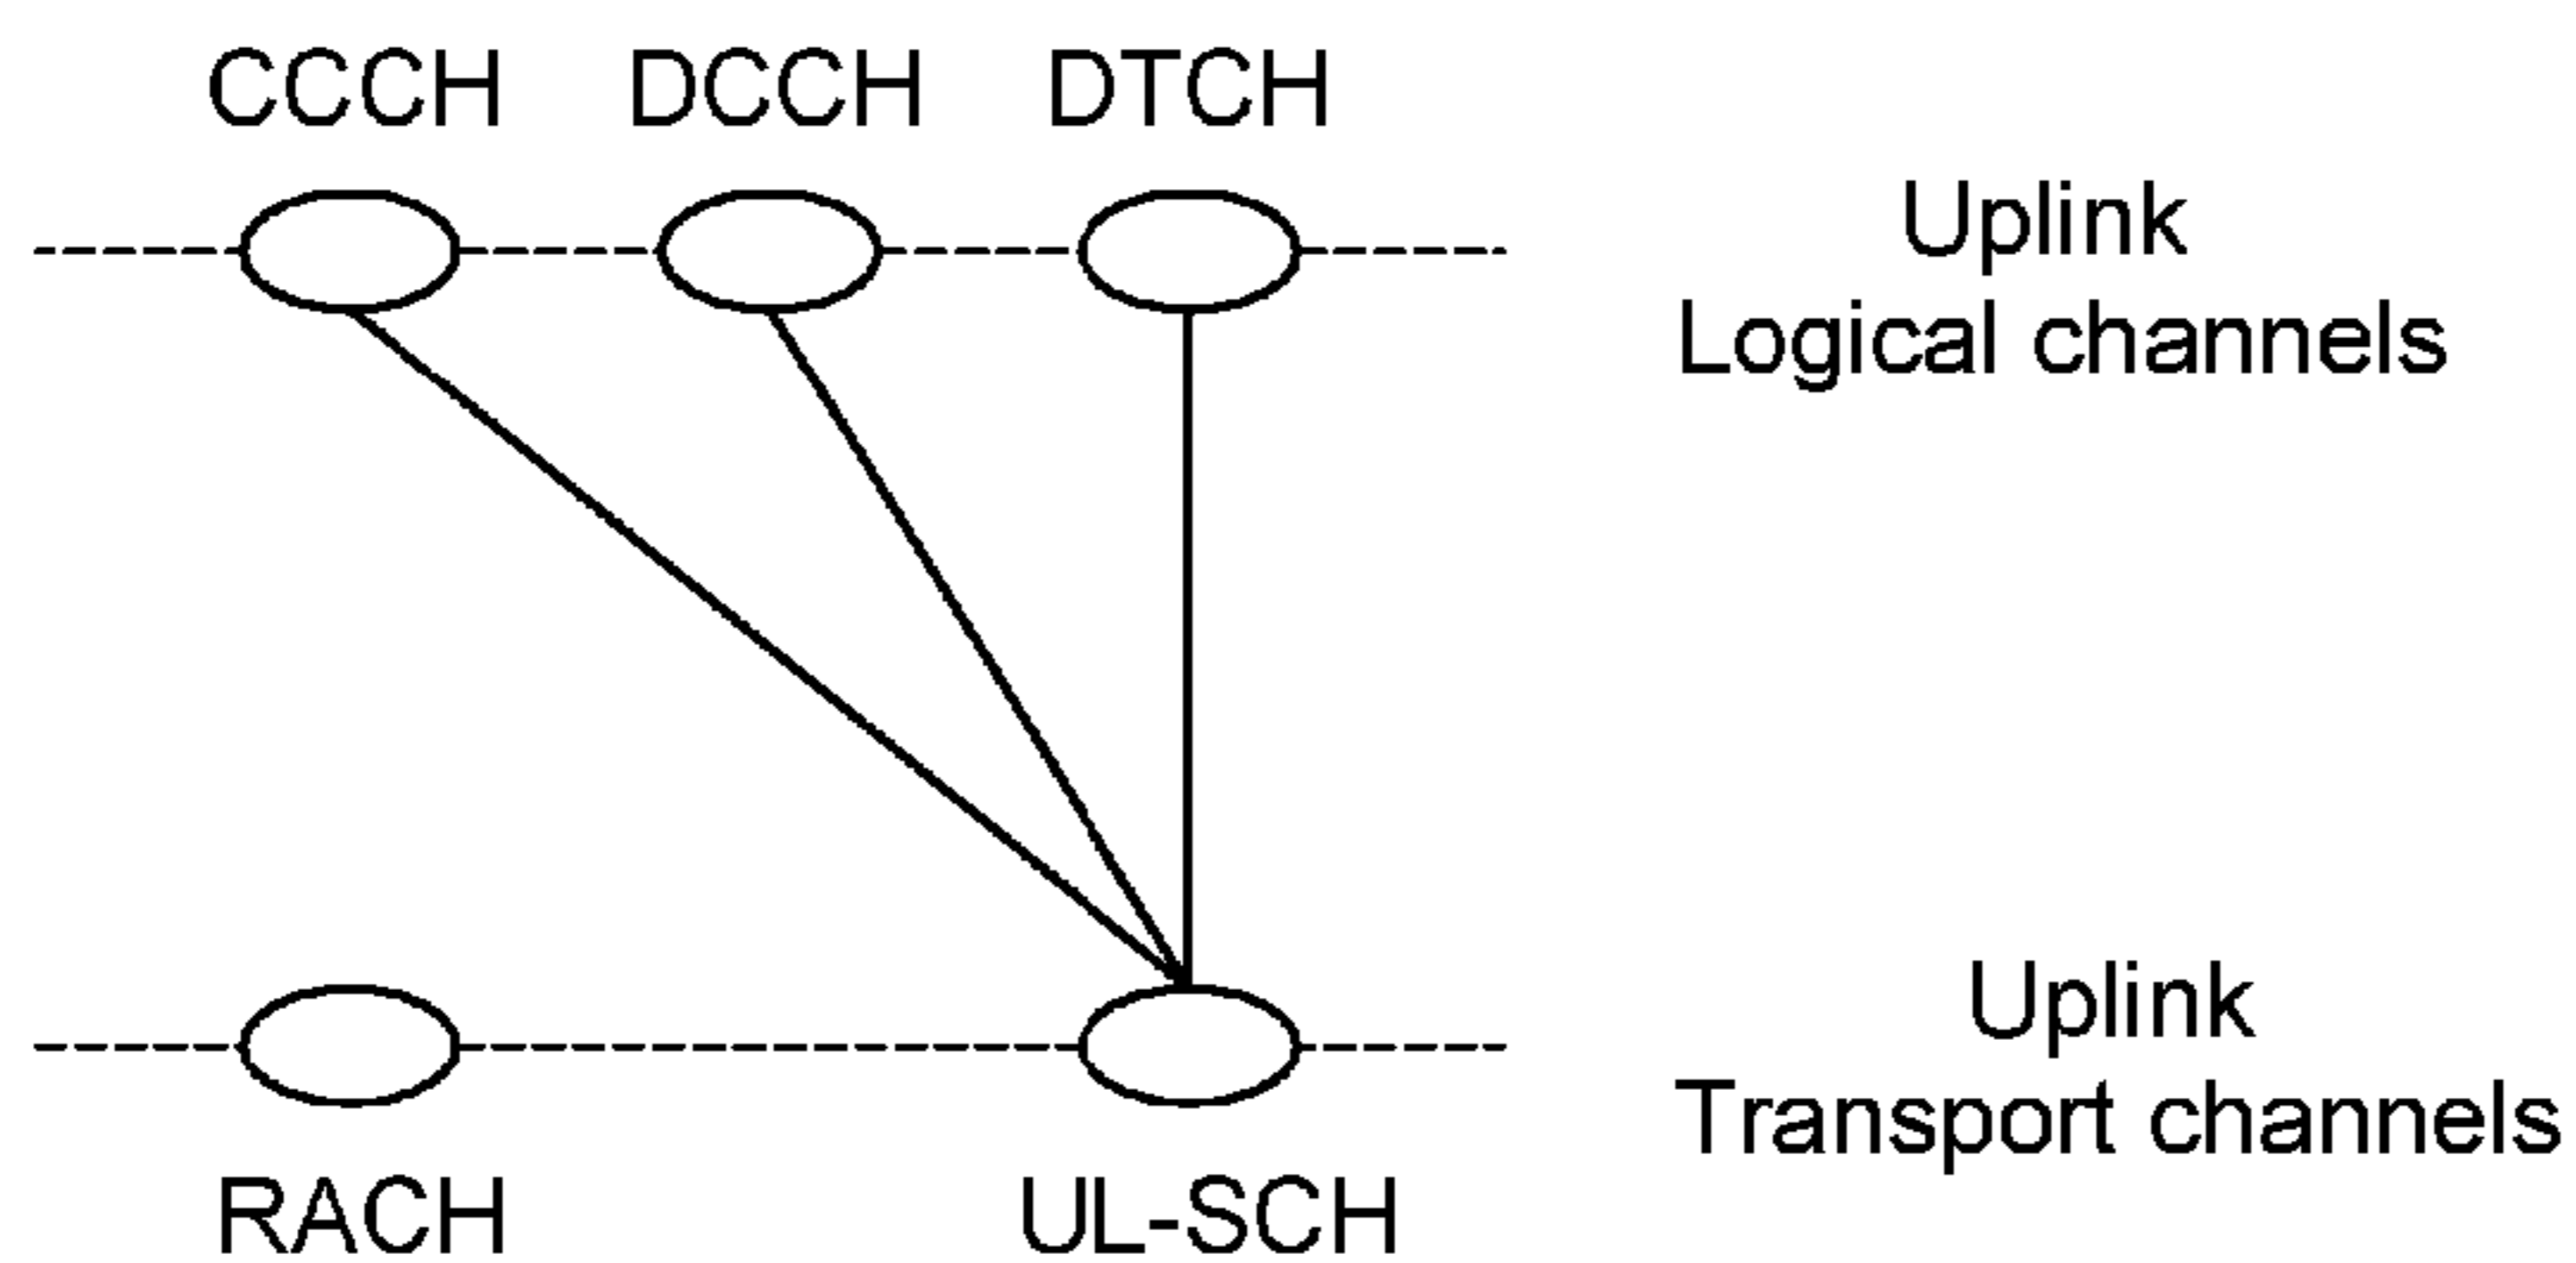 CCCH DCCH DTCH
Uplink
Logical channels
Uplink
Transport channels
RACH UL-SCH